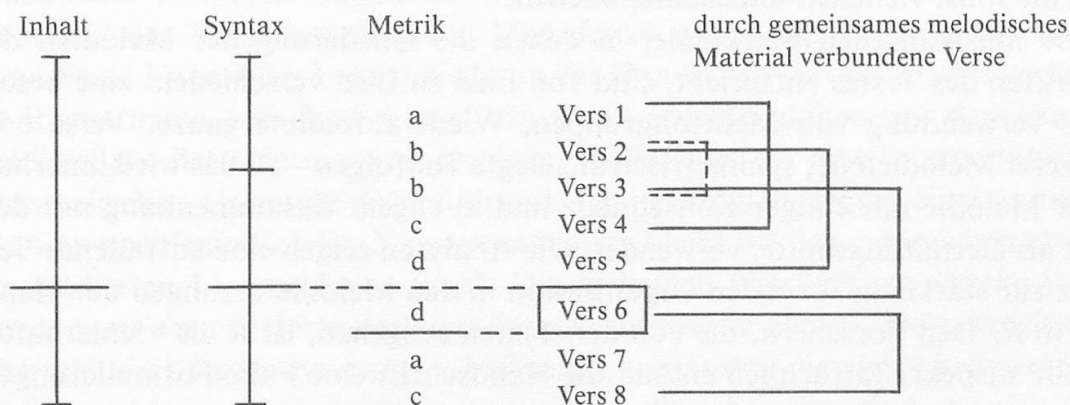 Inhalt Syntax Metrik durch gemeinsames melodisches
Material verbundene Verse
a Vers 1
b Vers 2
b Vers 3
c Vers 4
d Vers 5
d Vers 6
a Vers 7
c Vers 8